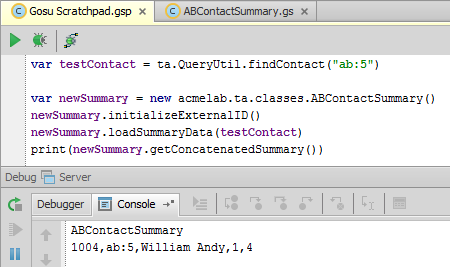 Gosu Scratchpad.gsp ABContactSummary.gs
var testContact = ta.QueryUtil.findContact("ab:5")
var newSummary = new acmelab.ta.classes.ABContactSummary()
newSummary.initializeExternalID()
newSummary.loadSummaryData(testContact)
print(newSummary.getConcatenatedSummary())
Debug Server
Debugger Console
ABContactSummary
1004,ab:5,William Andy,1,4